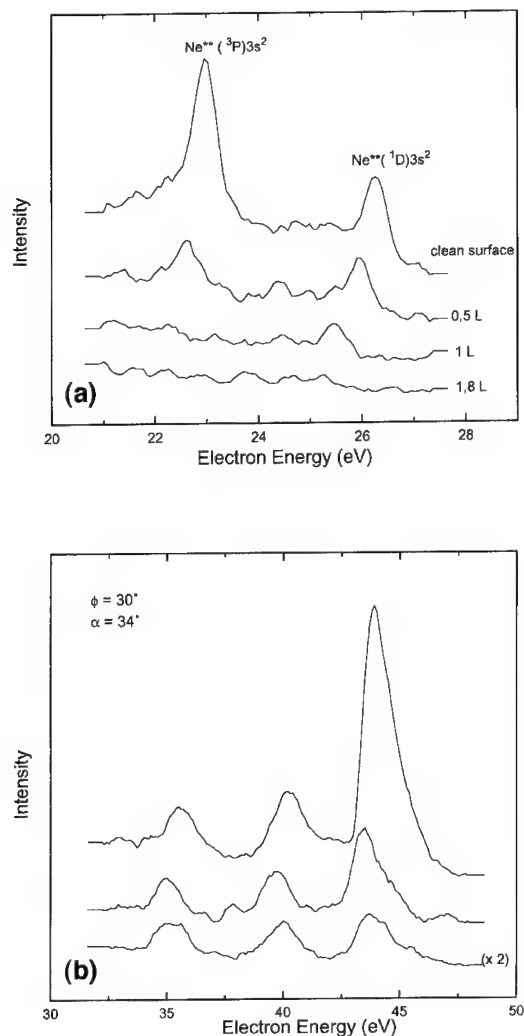 Ne** ( ³P)3s²
Ne**( ¹D)3s²
clean surface
0,5 L
1 L
1,8 L
(a)
Intensity
20 22 24 26 28
Electron Energy (eV)
ϕ = 30°
α = 34°
Intensity
(x 2)
(b)
30 35 40 45 50
Electron Energy (eV)